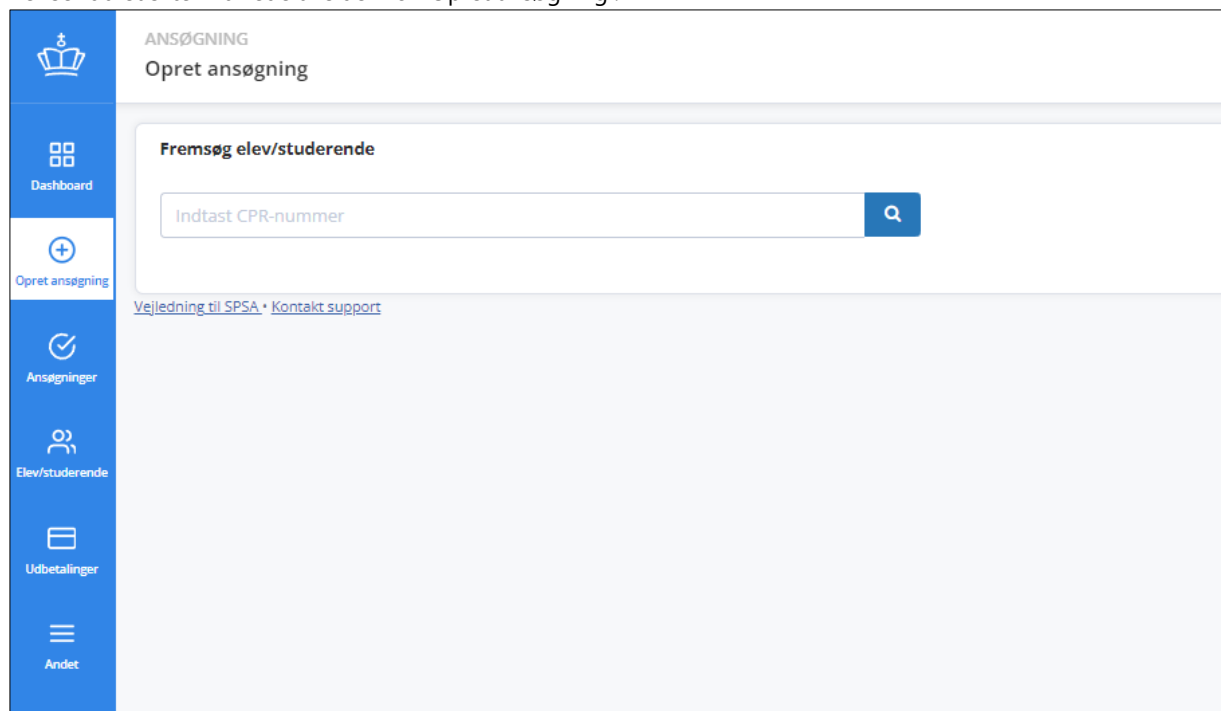 ANSØGNING
Opret ansøgning
Dashboard
Opret ansøgning
Ansøgninger
Elev/studerende
Udbetalinger
Andet
Fremsøg elev/studerende
Indtast CPR-nummer
Vejledning til SPSA • Kontakt support